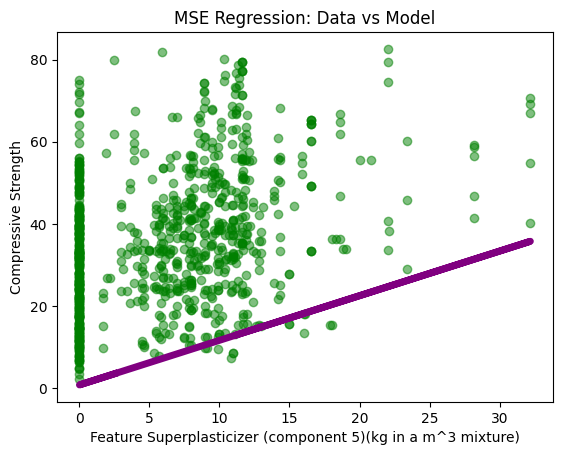 MSE Regression: Data vs Model
80
60
40
20
0
Compressive Strength
0 5 10 15 20 25 30
Feature Superplasticizer (component 5)(kg in a m^3 mixture)